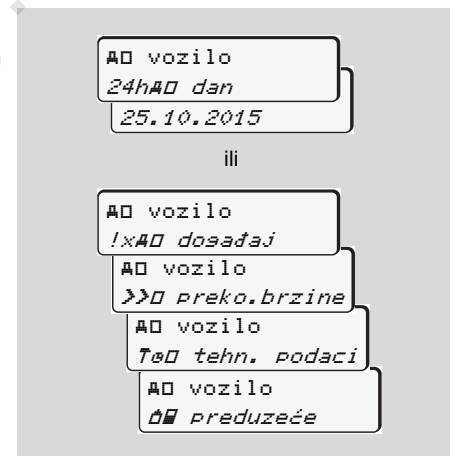 A□ vozilo
24hA□ dan
25.10.2015
ili
A□ vozilo
!xA□ događaj
A□ vozilo
>>□ preko.brzine
A□ vozilo
T⊙□ tehn. podaci
A□ vozilo
preduzeće